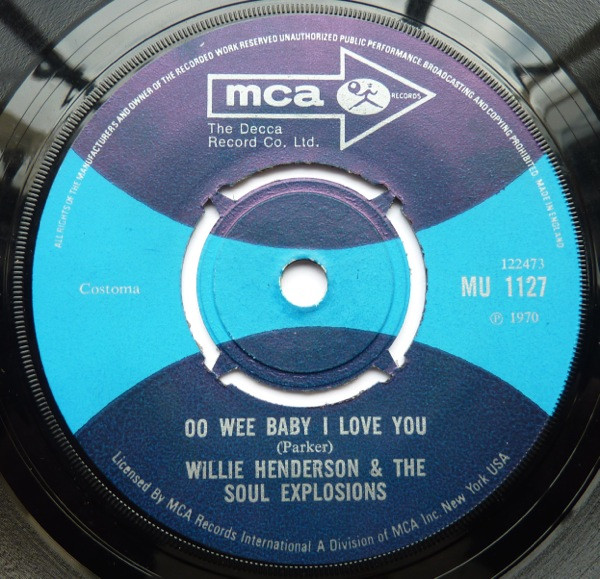 ALL RIGHTS OF THE MANUFACTURERS AND OWNER OF THE RECORDED WORK RESERVED UNAUTHORIZED PUBLIC PERFORMANCE, BROADCASTING AND COPYING PROHIBITED MADE IN ENGLAND
mca RECORDS
The Decca
Record Co. Ltd.
Costoma
122473
MU 1127
℗ 1970
OO WEE BABY I LOVE YOU
(Parker)
WILLIE HENDERSON & THE
SOUL EXPLOSIONS
Licensed By MCA Records International A Division of MCA Inc. New York USA